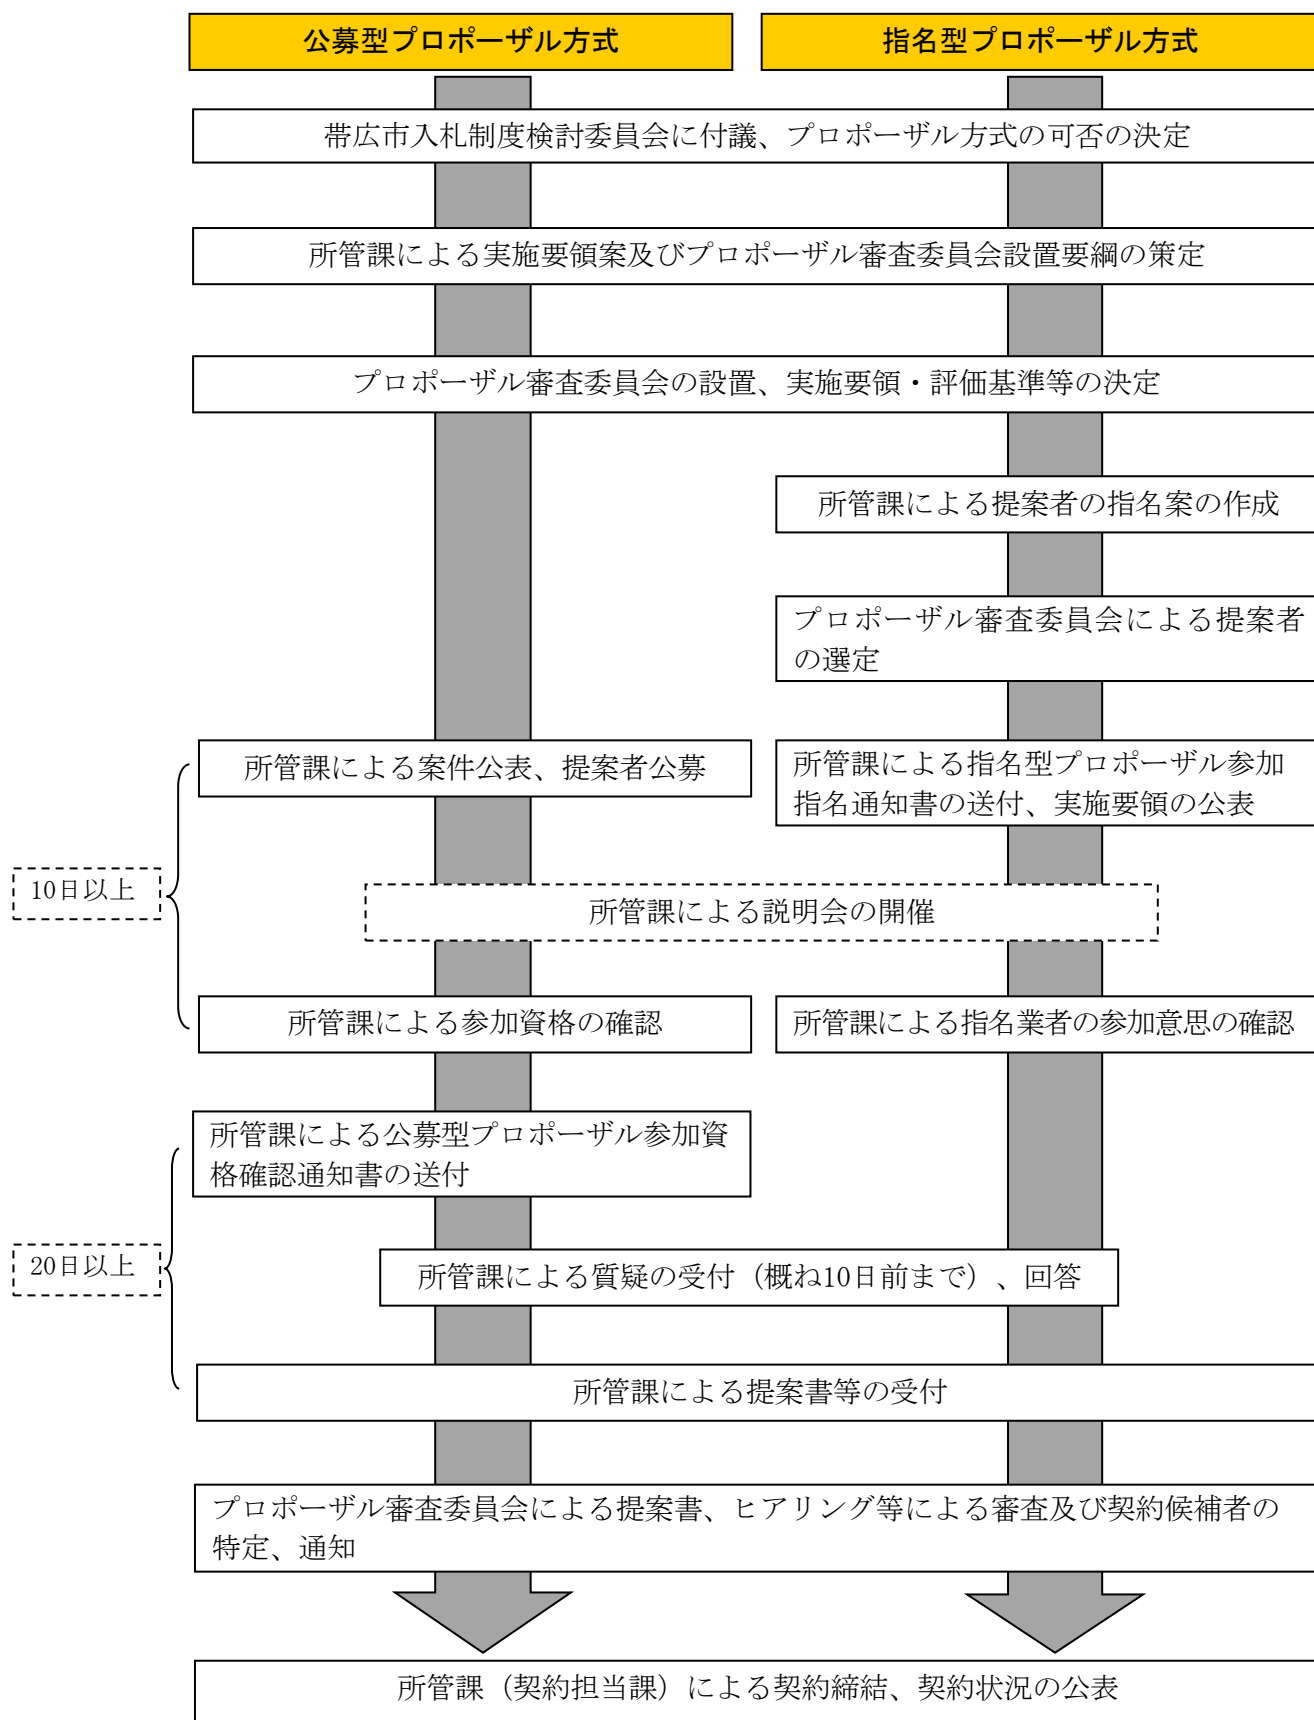 公募型プロポーザル方式
指名型プロポーザル方式
帯広市入札制度検討委員会に付議、プロポーザル方式の可否の決定
所管課による実施要領案及びプロポーザル審査委員会設置要綱の策定
プロポーザル審査委員会の設置、実施要領・評価基準等の決定
所管課による提案者の指名案の作成
プロポーザル審査委員会による提案者
の選定
所管課による案件公表、提案者公募
所管課による指名型プロポーザル参加
指名通知書の送付、実施要領の公表
10日以上
所管課による説明会の開催
所管課による参加資格の確認
所管課による指名業者の参加意思の確認
所管課による公募型プロポーザル参加資
格確認通知書の送付
20日以上
所管課による質疑の受付（概ね10日前まで）、回答
所管課による提案書等の受付
プロポーザル審査委員会による提案書、ヒアリング等による審査及び契約候補者の
特定、通知
所管課（契約担当課）による契約締結、契約状況の公表